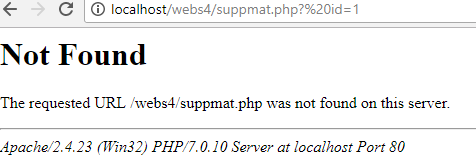 localhost/webs4/suppmat.php?%20id=1
Not Found
The requested URL /webs4/suppmat.php was not found on this server.
Apache/2.4.23 (Win32) PHP/7.0.10 Server at localhost Port 80